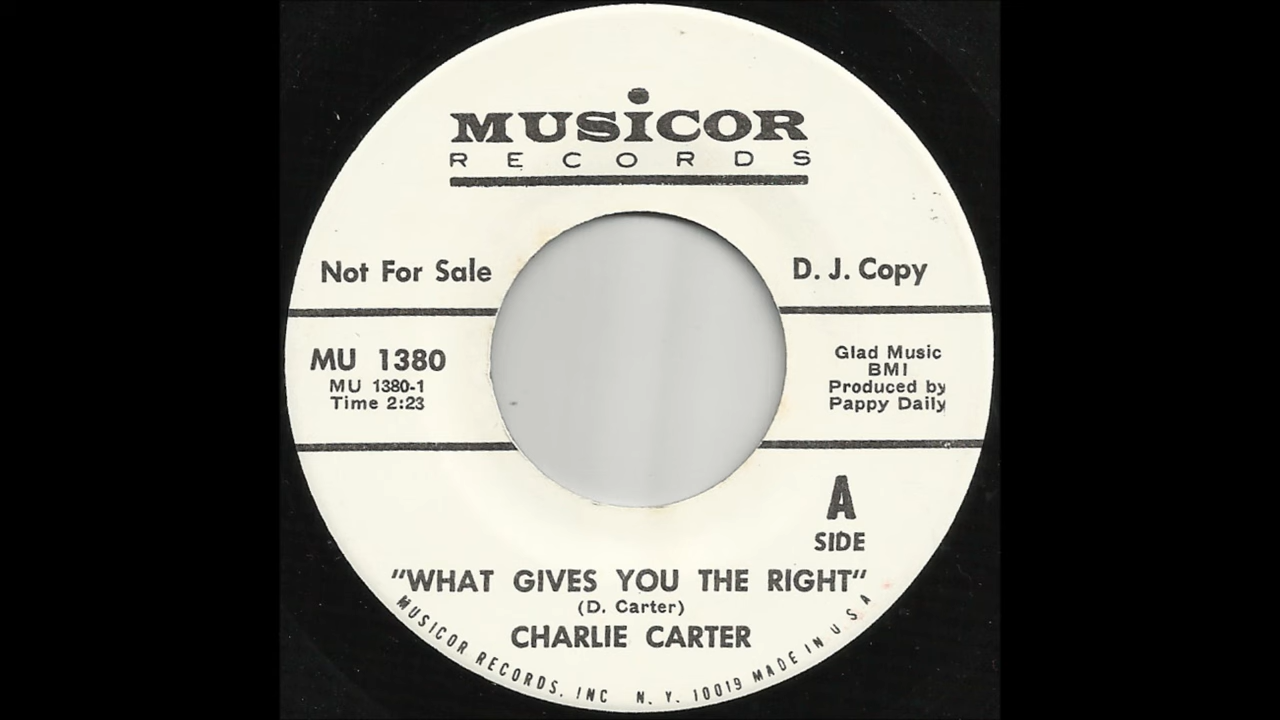 MUSiCOR
RECORDS
Not For Sale
D. J. Copy
MU 1380
MU 1380-1
Time 2:23
Glad Music
BMI
Produced by
Pappy Daily
A
SIDE
"WHAT GIVES YOU THE RIGHT"
(D. Carter)
CHARLIE CARTER
MUSICOR RECORDS, INC N. Y. 10019 MADE IN U S A